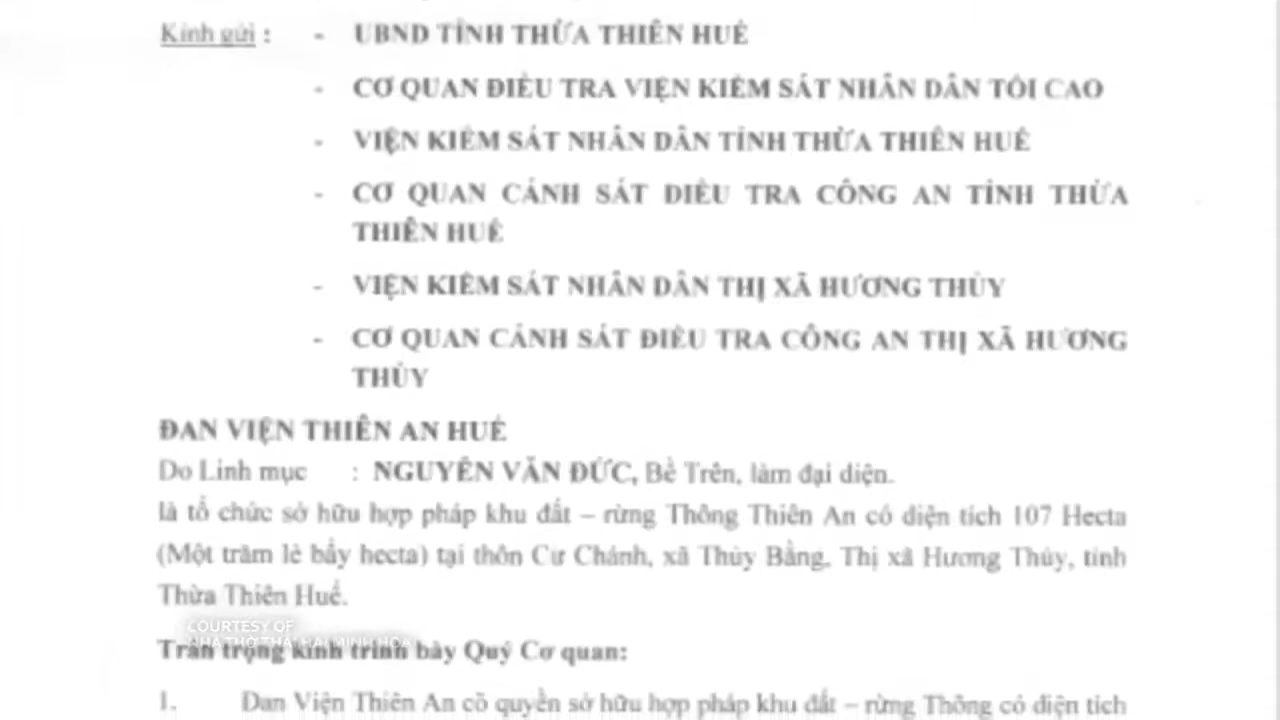 Kính gửi : - UBND TỈNH THỪA THIÊN HUẾ
- CƠ QUAN ĐIỀU TRA VIỆN KIỂM SÁT NHÂN DÂN TỐI CAO
- VIỆN KIỂM SÁT NHÂN DÂN TỈNH THỪA THIÊN HUẾ
- CƠ QUAN CẢNH SÁT ĐIỀU TRA CÔNG AN TỈNH THỪA
THIÊN HUẾ
- VIỆN KIỂM SÁT NHÂN DÂN THỊ XÃ HƯƠNG THỦY
- CƠ QUAN CẢNH SÁT ĐIỀU TRA CÔNG AN THỊ XÃ HƯƠNG
THỦY
ĐAN VIỆN THIÊN AN HUẾ
Do Linh mục : NGUYỄN VĂN ĐỨC, Bề Trên, làm đại diện.
là tổ chức sở hữu hợp pháp khu đất – rừng Thông Thiên An có diện tích 107 Hecta
(Một trăm lẻ bảy hecta) tại thôn Cư Chánh, xã Thủy Bằng, Thị xã Hương Thủy, tỉnh
Thừa Thiên Huế.
COURTESY OF
NHÀ THỜ THÁI HÀ/ MINH HOA
Trân trọng kính trình bày Quý Cơ quan:
1. Đan Viện Thiên An có quyền sở hữu hợp pháp khu đất – rừng Thông có diện tích